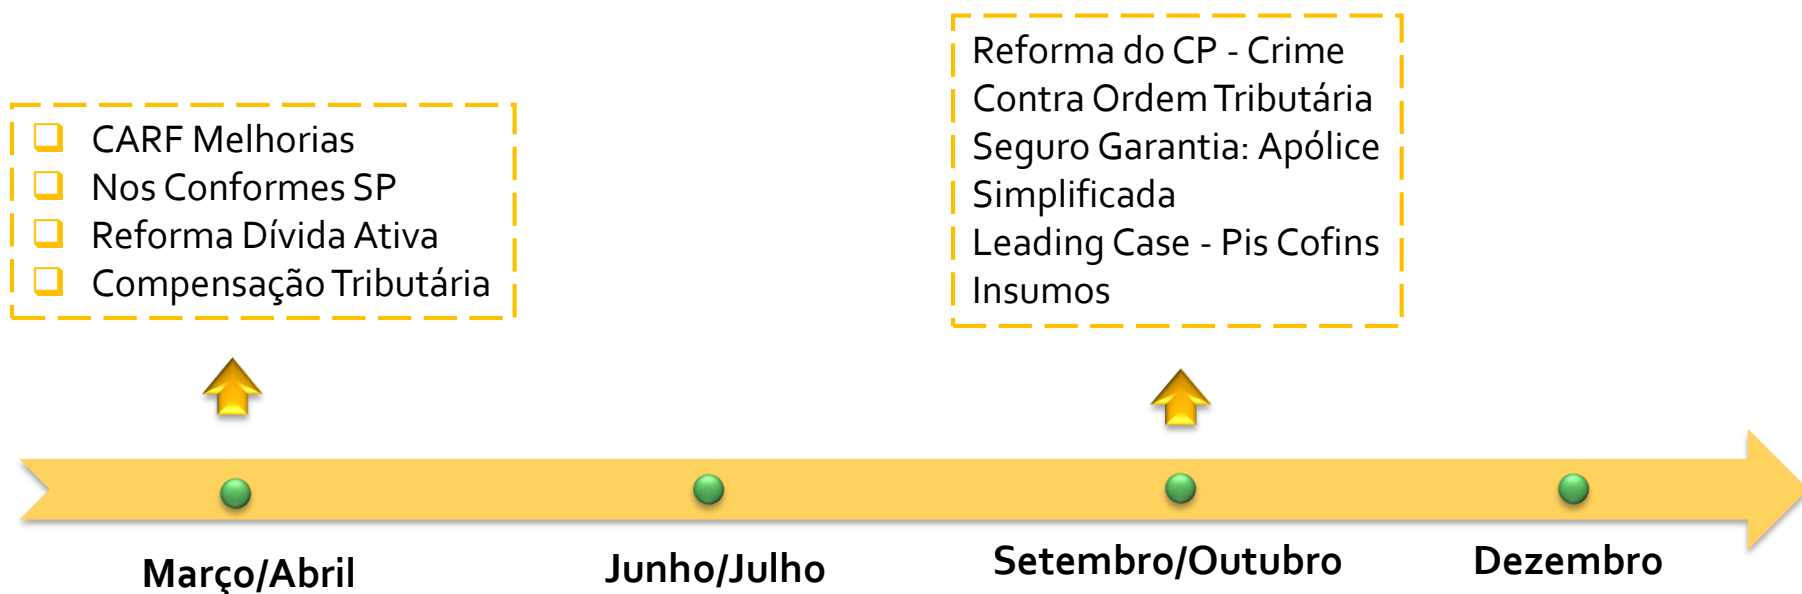 CARF Melhorias
Nos Conformes SP
Reforma Dívida Ativa
Compensação Tributária
Reforma do CP - Crime
Contra Ordem Tributária
Seguro Garantia: Apólice
Simplificada
Leading Case - Pis Cofins
Insumos
Março/Abril
Junho/Julho
Setembro/Outubro
Dezembro